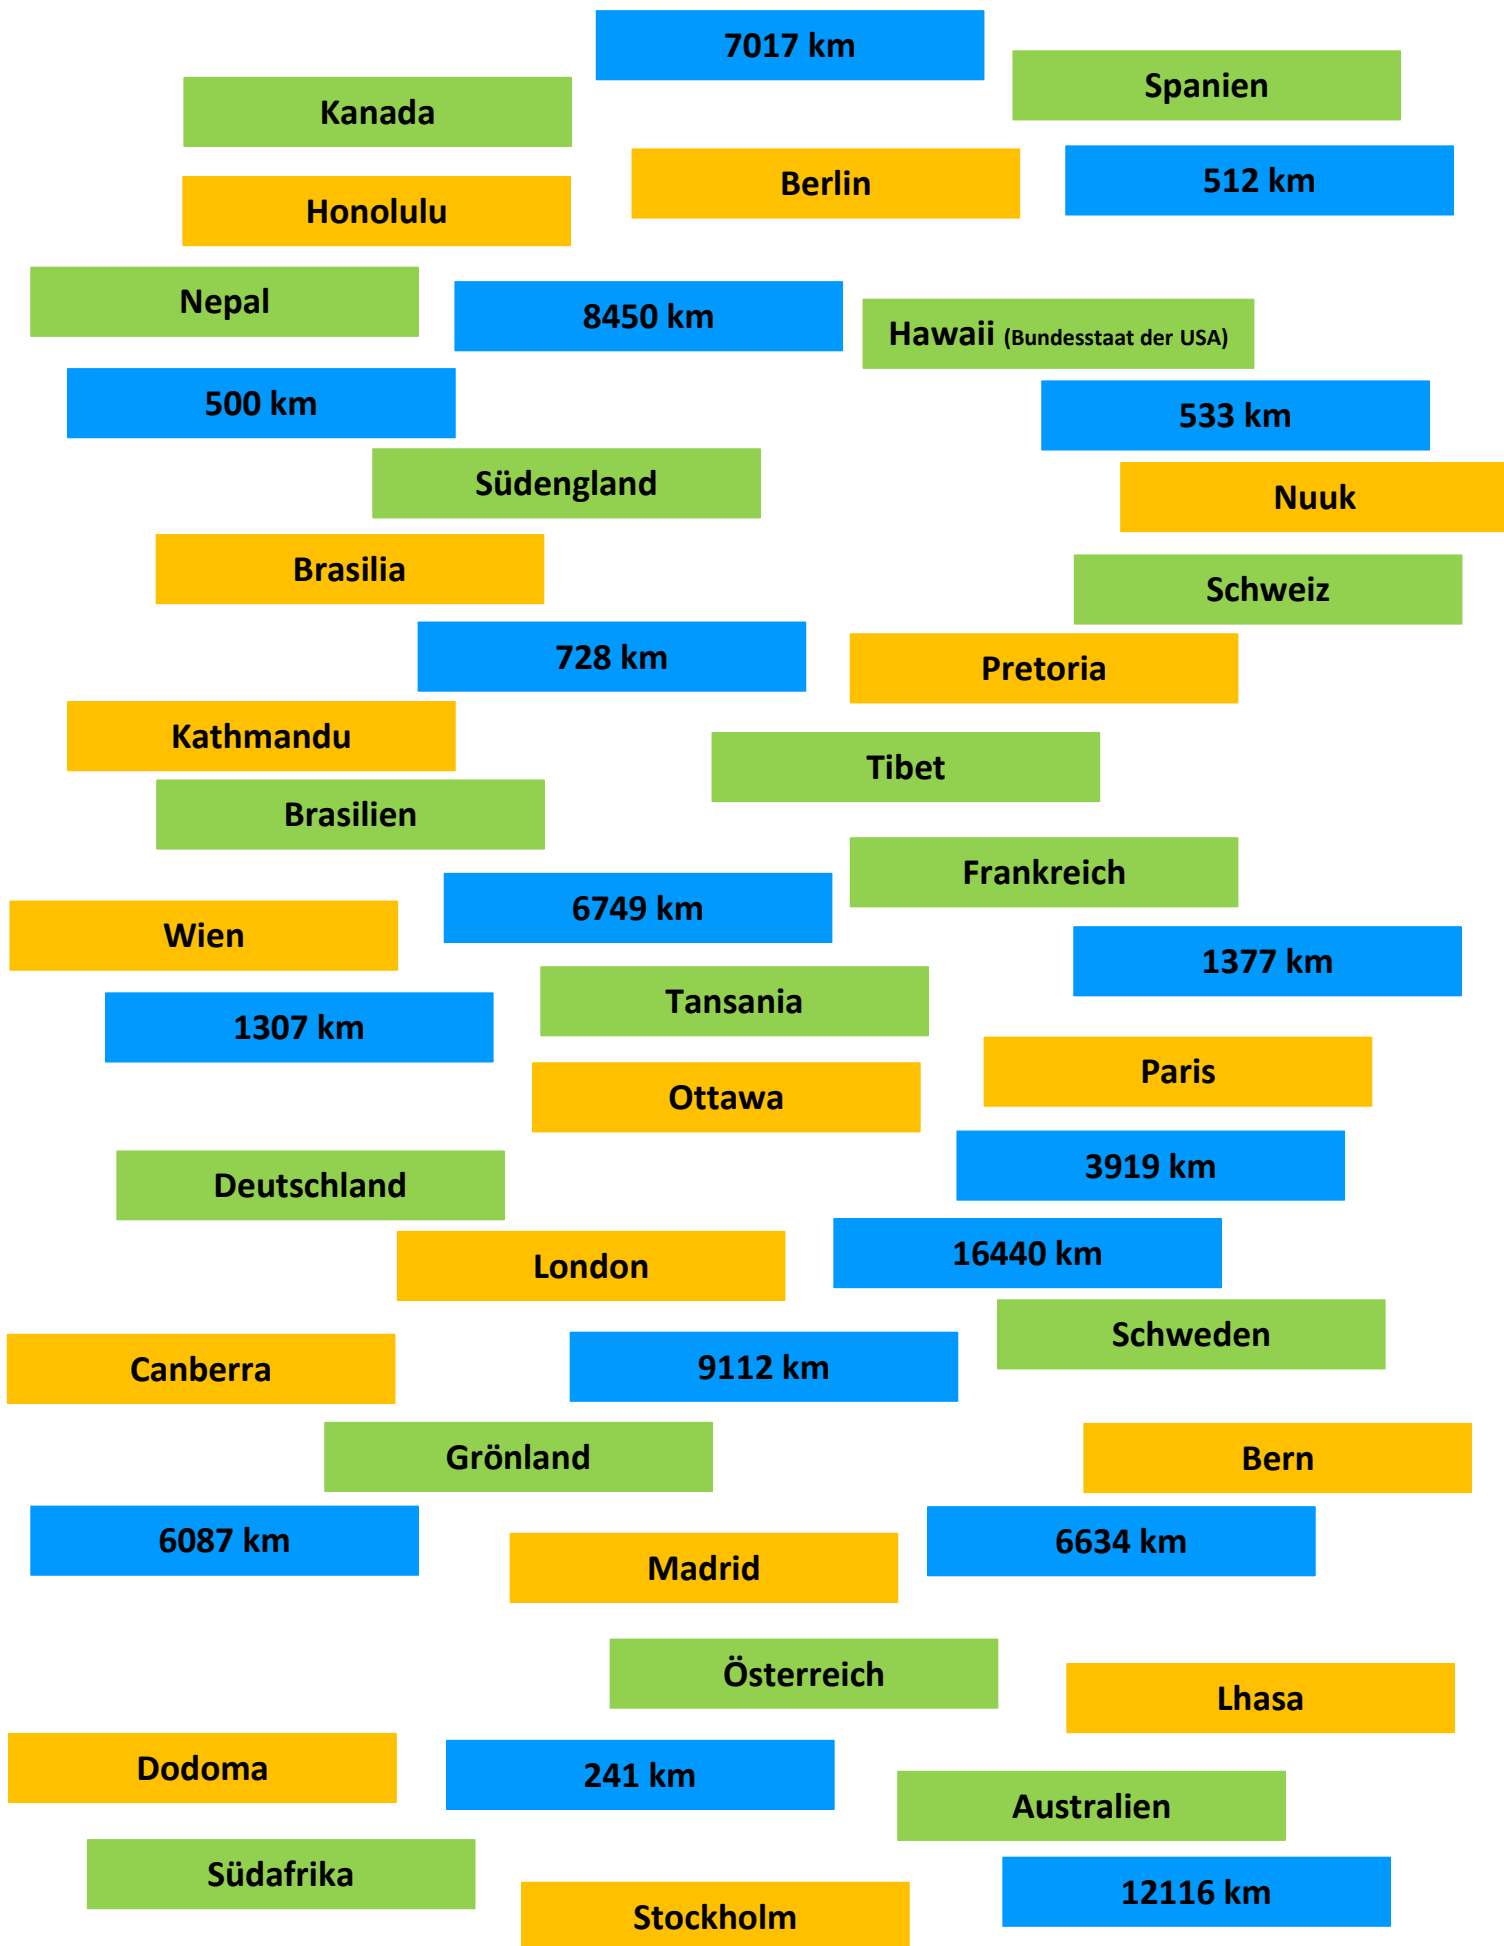 7017 km
Spanien
Kanada
Berlin
512 km
Honolulu
Nepal
8450 km
Hawaii (Bundesstaat der USA)
500 km
533 km
Südengland
Nuuk
Brasilia
Schweiz
728 km
Pretoria
Kathmandu
Tibet
Brasilien
Frankreich
6749 km
Wien
1377 km
Tansania
1307 km
Paris
Ottawa
3919 km
Deutschland
16440 km
London
Schweden
9112 km
Canberra
Grönland
Bern
6087 km
6634 km
Madrid
Österreich
Lhasa
Dodoma
241 km
Australien
Südafrika
12116 km
Stockholm